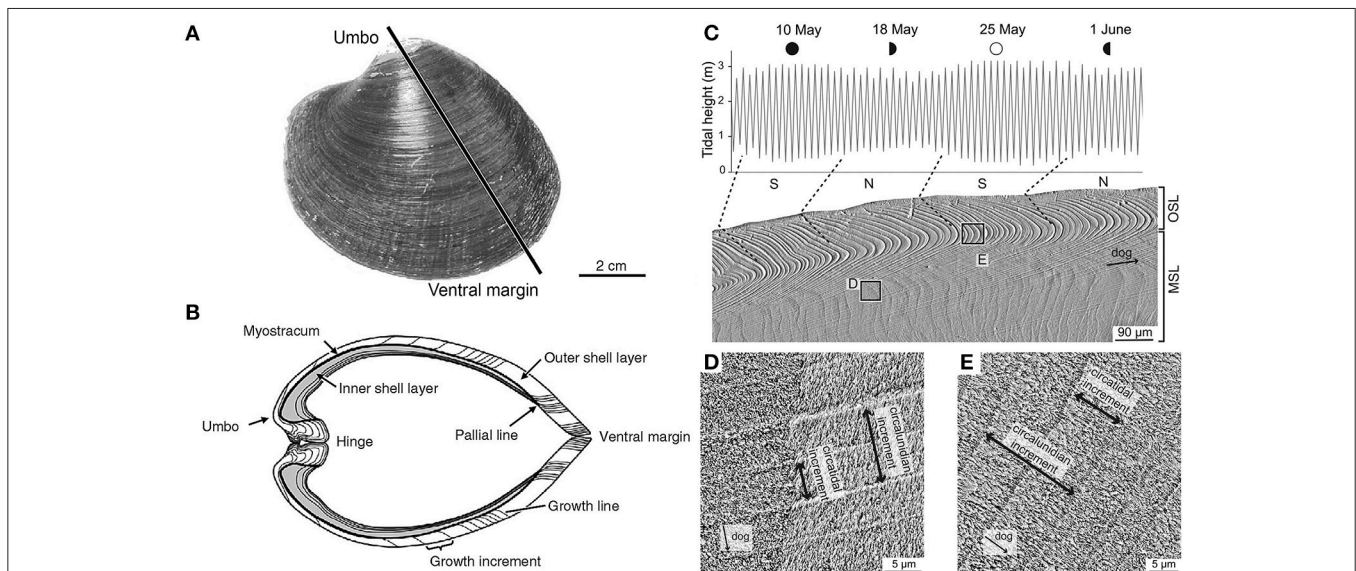 A
Umbo
2 cm
Ventral margin
B
Myostracum
Outer shell layer
Inner shell layer
Umbo
Hinge
Pallial line
Ventral margin
Growth line
Growth increment
C
10 May
18 May
25 May
1 June
Tidal height (m)
3
2
1
0
S
N
S
N
OSL
MSL
E
D
dog
90 µm
D
circatidal
increment
circalunidian
increment
dog
5 µm
E
circatidal
increment
circalunidian
increment
dog
5 µm